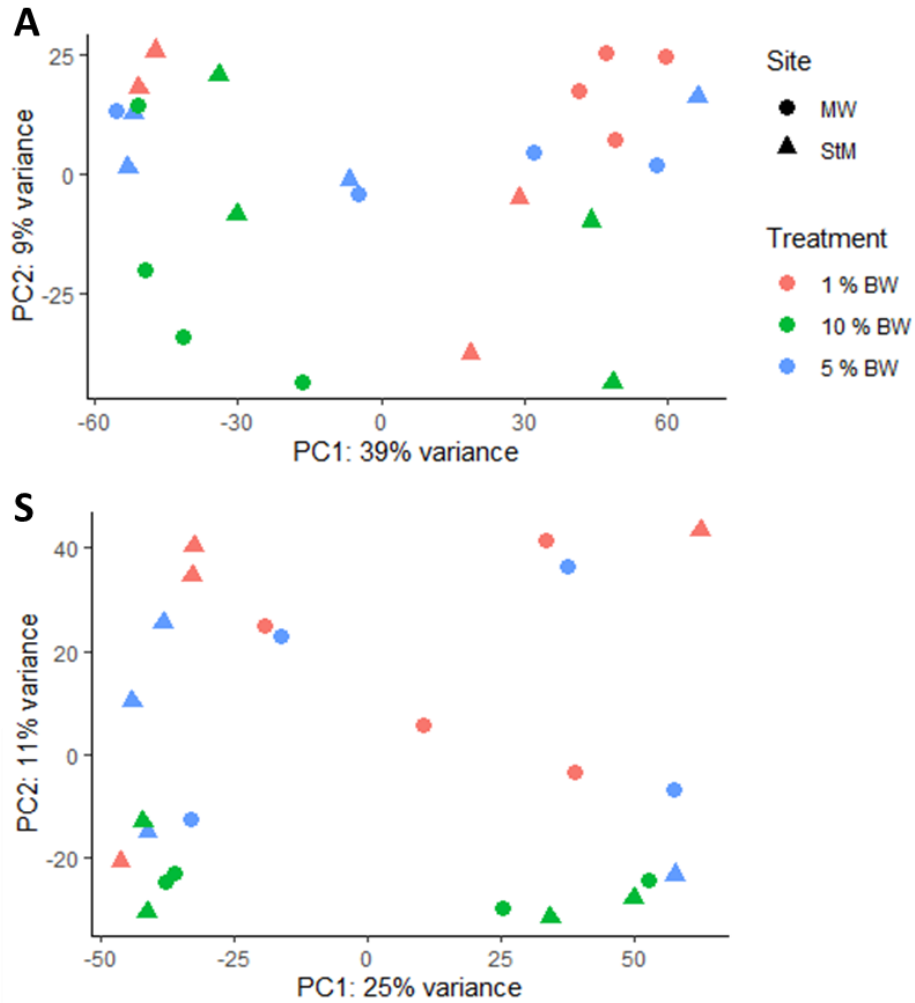 A
25
0
-25
PC2: 9% variance
-60 -30 0 30 60
PC1: 39% variance
Site
MW
StM
Treatment
1 % BW
10 % BW
5 % BW
S
40
20
0
-20
PC2: 11% variance
-50 -25 0 25 50
PC1: 25% variance